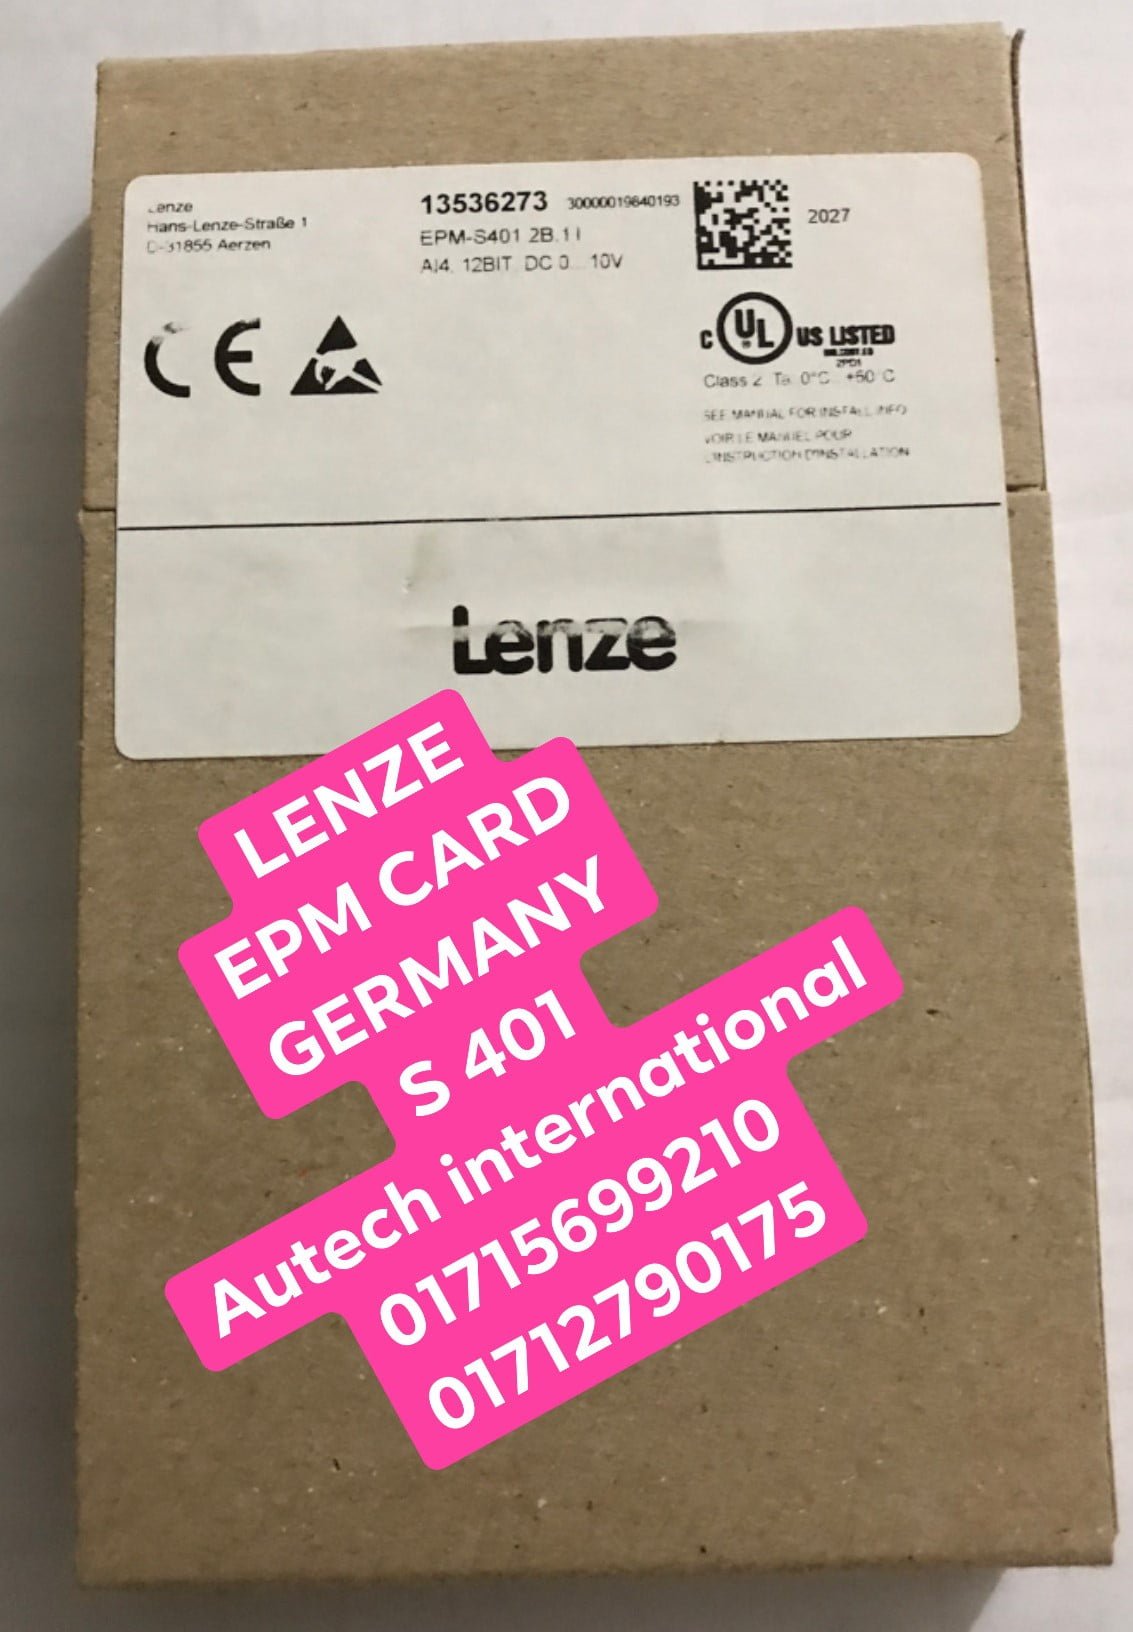 Lenze
Hans-Lenze-Straße 1
D-31855 Aerzen
13536273 30000019840193
EPM-S401.2B.1I
AI4, 12BIT, DC 0...10V
2027
CE
C UL US LISTED
Class 2 Ta: 0°C...+60°C
SEE MANUAL FOR INSTALL INFO
VOIR LE MANUEL POUR
L'INSTRUCTION D'INSTALLATION
Lenze
LENZE
EPM CARD
GERMANY
S 401
Autech international
01715699210
01712790175